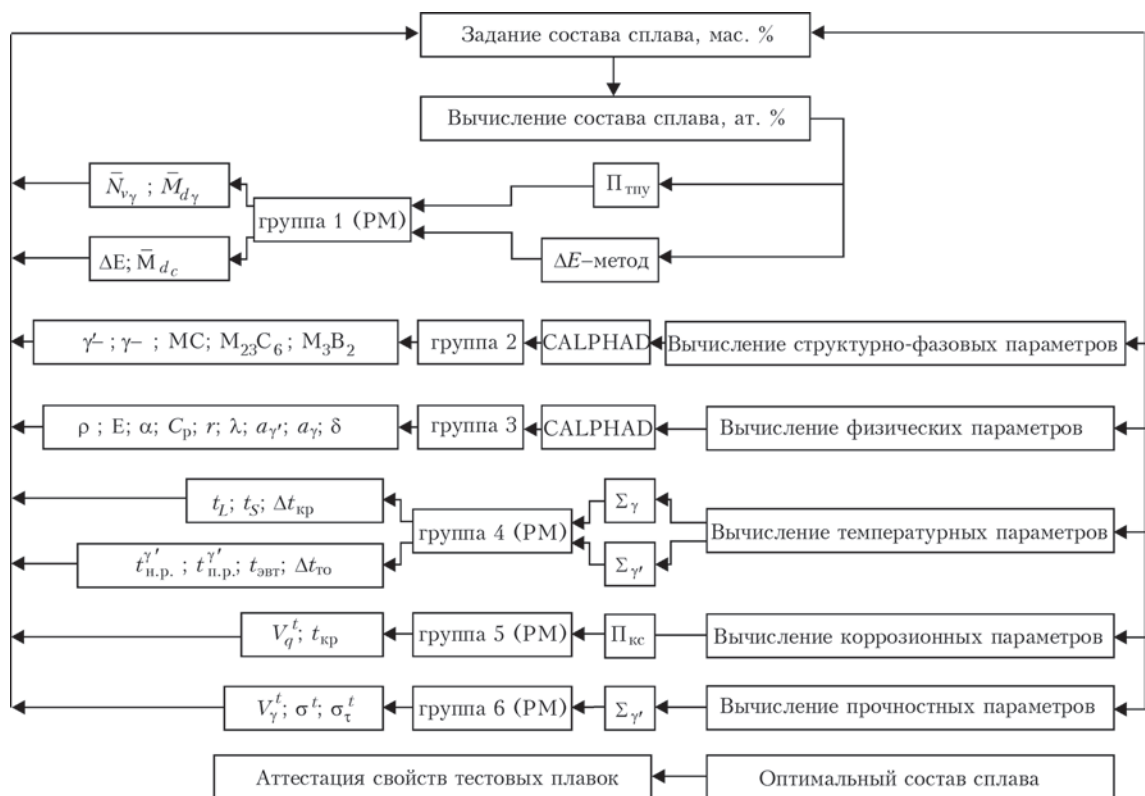 Задание состава сплава, мас. %
Вычисление состава сплава, ат. %
N̄vγ ; M̄dγ
группа 1 (РМ)
Птпу
ΔE; M̄dc
ΔE–метод
γ′– ; γ– ; MC; M₂₃C₆ ; M₃B₂
группа 2
CALPHAD
Вычисление структурно-фазовых параметров
ρ ; E; α; Cp; r; λ; aγ′; aγ; δ
группа 3
CALPHAD
Вычисление физических параметров
tL; tS; Δtкр
группа 4 (РМ)
Σγ
Вычисление температурных параметров
tγ′н.р. ; tγ′п.р.; tэвт; Δtто
Σγ′
Vqt; tкр
группа 5 (РМ)
Пкс
Вычисление коррозионных параметров
Vγt; σt; στt
группа 6 (РМ)
Σγ′
Вычисление прочностных параметров
Аттестация свойств тестовых плавок
Оптимальный состав сплава